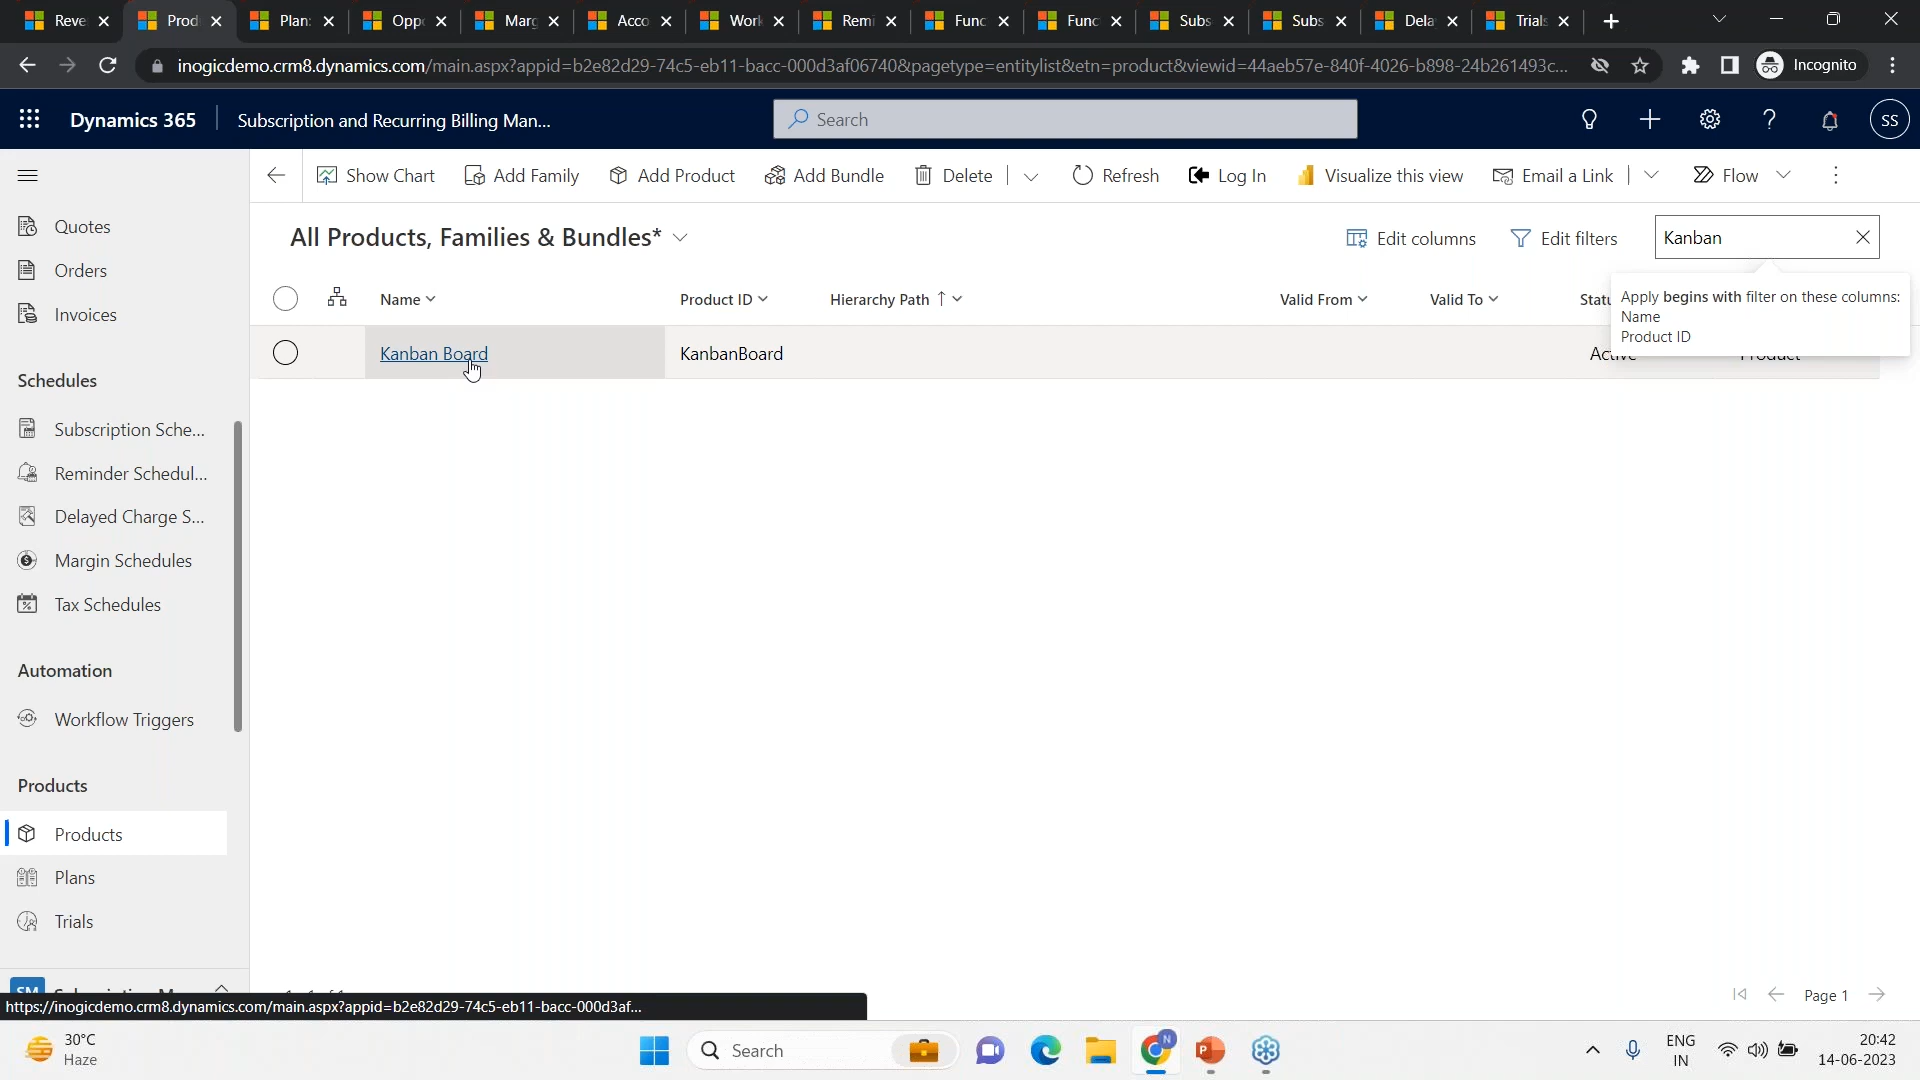 Reve
Prod
Plan:
Oppo
Marg
Acco
Work
Remi
Func
Func
Subs
Subs
Dela
Trials
inogicdemo.crm8.dynamics.com/main.aspx?appid=b2e82d29-74c5-eb11-bacc-000d3af06740&pagetype=entitylist&etn=product&viewid=44aeb57e-840f-4026-b898-24b261493c...
Incognito
Dynamics 365
Subscription and Recurring Billing Man...
Search
SS
Show Chart
Add Family
Add Product
Add Bundle
Delete
Refresh
Log In
Visualize this view
Email a Link
Flow
Quotes
Orders
Invoices
Schedules
Subscription Sche...
Reminder Schedul...
Delayed Charge S...
Margin Schedules
Tax Schedules
Automation
Workflow Triggers
Products
Products
Plans
Trials
All Products, Families & Bundles*
Edit columns
Edit filters
Kanban
Name
Product ID
Hierarchy Path
Valid From
Valid To
Statu
Apply begins with filter on these columns:
Name
Product ID
Kanban Board
KanbanBoard
Active
Product
Page 1
https://inogicdemo.crm8.dynamics.com/main.aspx?appid=b2e82d29-74c5-eb11-bacc-000d3af...
30°C
Haze
Search
N
ENG
IN
20:42
14-06-2023